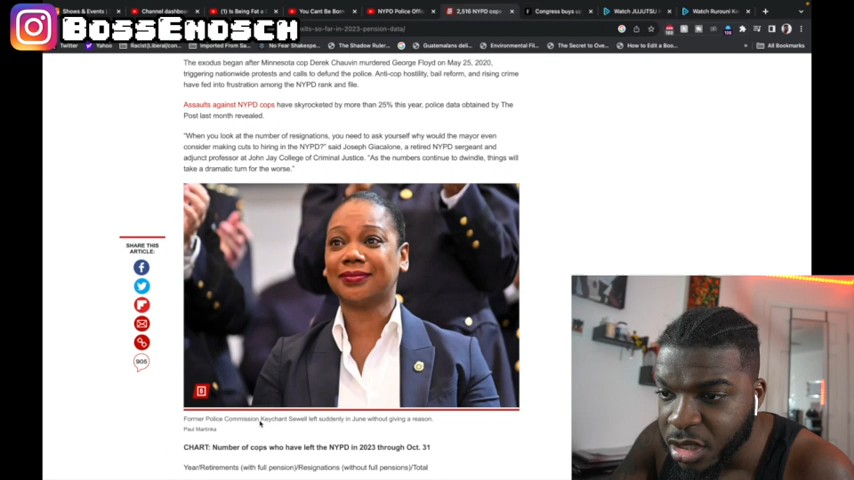 BOSSENOSCH
Shows & Events |
Channel dashboar
(1) Is Being Fat a
You Cant Be Bor
NYPD Police Offi
2,516 NYPD cops
Congress buys u
Watch JUJUTSU
Watch Rurouni K
so-far-in-2023-pension-data/
Twitter
Racist(Liberal/con
No Fear Shakespe...
The Shadow Ruler...
Guatemalans deli...
Environmental Fil...
The Secret to Ove...
How to Edit a Boo...
All Bookmarks
The exodus began after Minnesota cop Derek Chauvin murdered George Floyd on May 25, 2020,
triggering nationwide protests and calls to defund the police. Anti-cop hostility, bail reform, and rising crime
have fed into frustration among the NYPD rank and file.
Assaults against NYPD cops have skyrocketed by more than 25% this year, police data obtained by The
Post last month revealed.
“When you look at the number of resignations, you need to ask yourself why would the mayor even
consider making cuts to hiring in the NYPD?” said Joseph Giacalone, a retired NYPD sergeant and
adjunct professor at John Jay College of Criminal Justice. “As the numbers continue to dwindle, things will
take a dramatic turn for the worse.”
SHARE THIS
ARTICLE:
905
Former Police Commission Keychant Sewell left suddenly in June without giving a reason.
Paul Martinka
CHART: Number of cops who have left the NYPD in 2023 through Oct. 31
Year/Retirements (with full pension)/Resignations (without full pensions)/Total